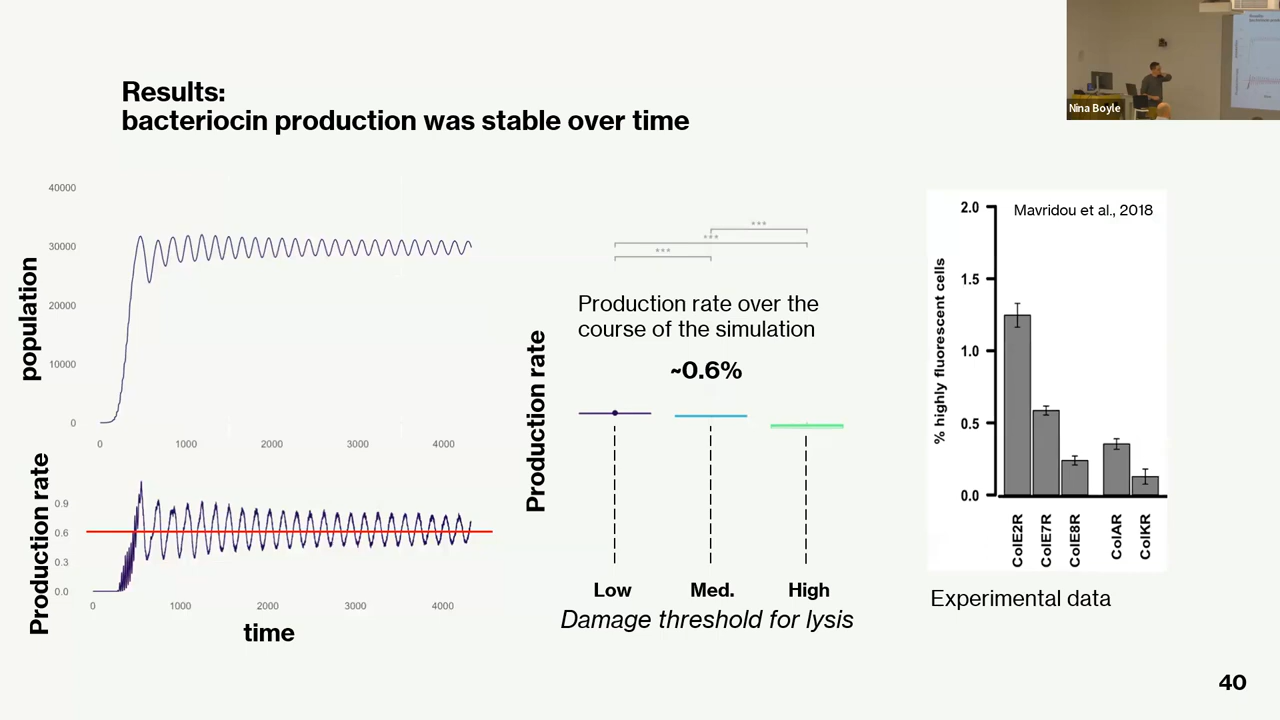 Results:
bacteriocin production was stable over time
Nina Boyle
population
40000
30000
20000
10000
0
0
1000
2000
3000
4000
Production rate
0.9
0.6
0.3
0.0
0
1000
2000
3000
4000
time
***
***
***
Production rate over the
course of the simulation
~0.6%
Production rate
Low
Med.
High
Damage threshold for lysis
Mavridou et al., 2018
% highly fluorescent cells
2.0
1.5
1.0
0.5
0.0
ColE2R
ColE7R
ColE8R
ColAR
ColKR
Experimental data
40